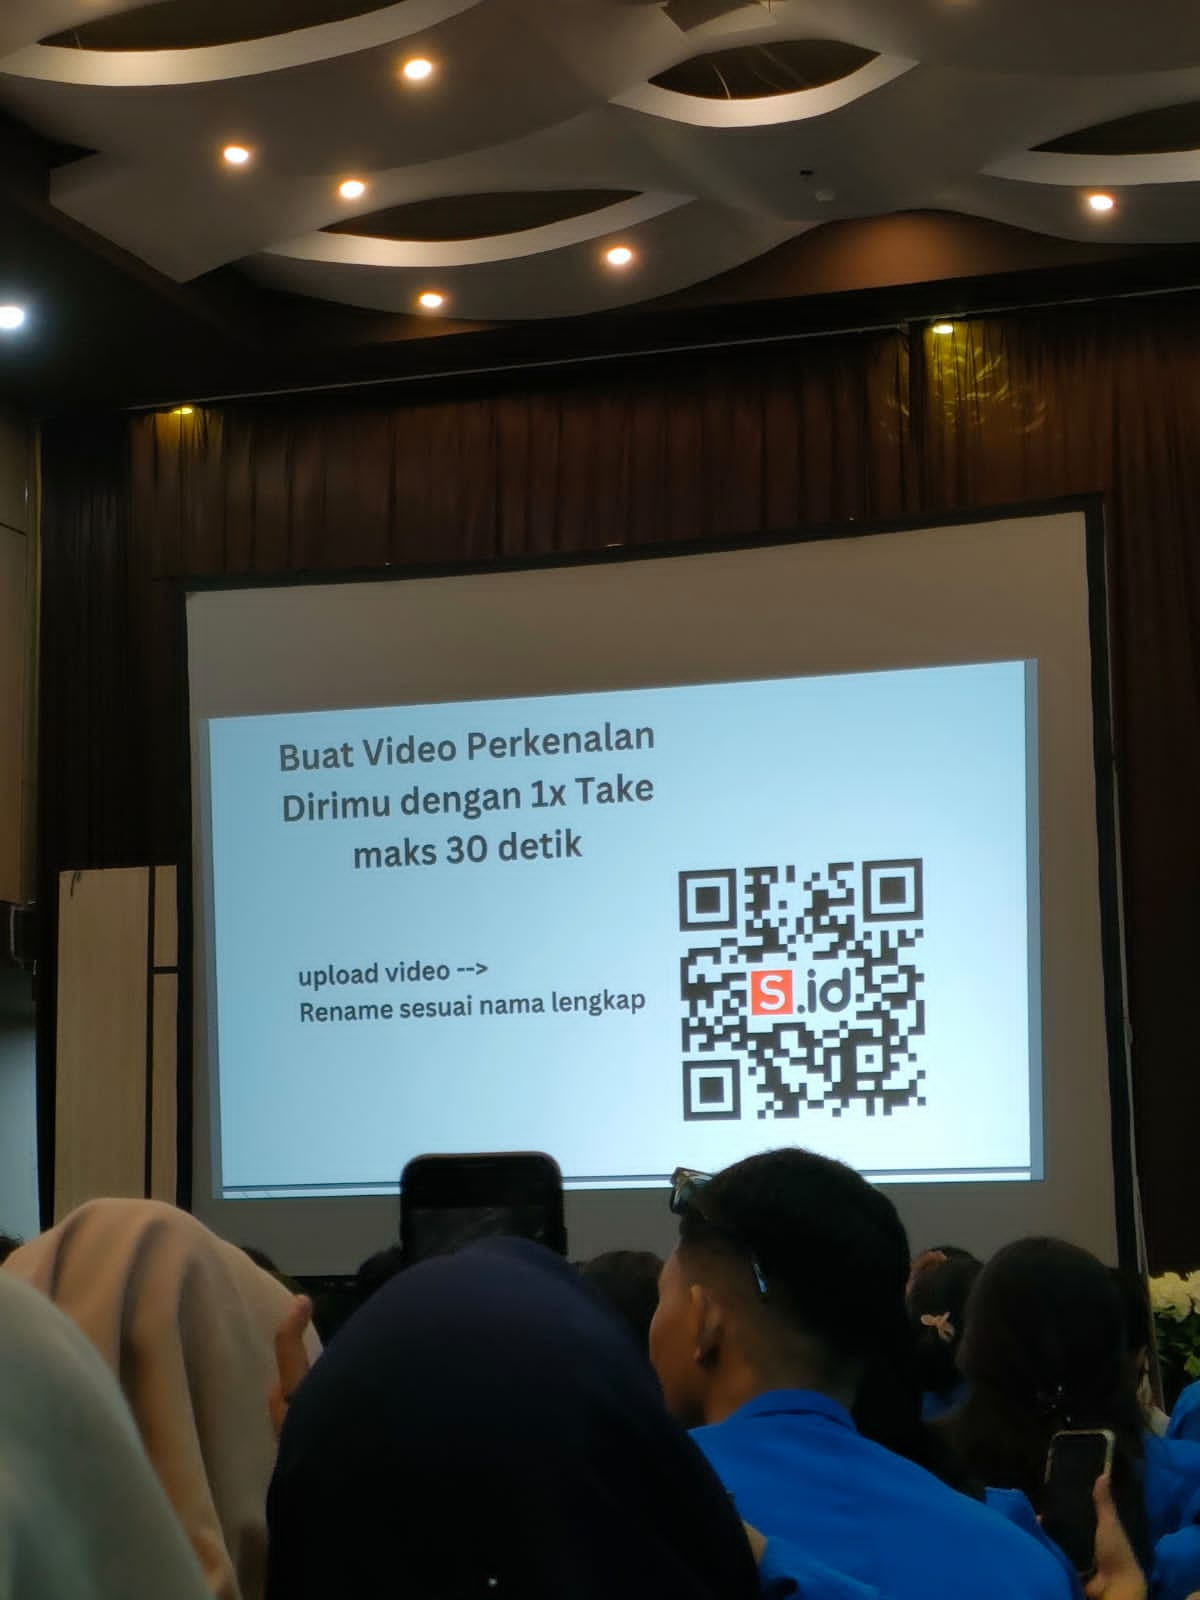 Buat Video Perkenalan
Dirimu dengan 1x Take
maks 30 detik
upload video -->
Rename sesuai nama lengkap
S.id